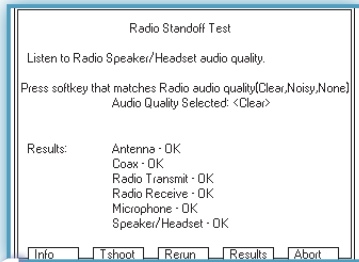 Radio Standoff Test
Listen to Radio Speaker/Headset audio quality.
Press softkey that matches Radio audio quality(Clear,Noisy,None)
Audio Quality Selected: <Clear>
Results: Antenna - OK
Coax - OK
Radio Transmit - OK
Radio Receive - OK
Microphone - OK
Speaker/Headset - OK
Info Tshoot Rerun Results Abort